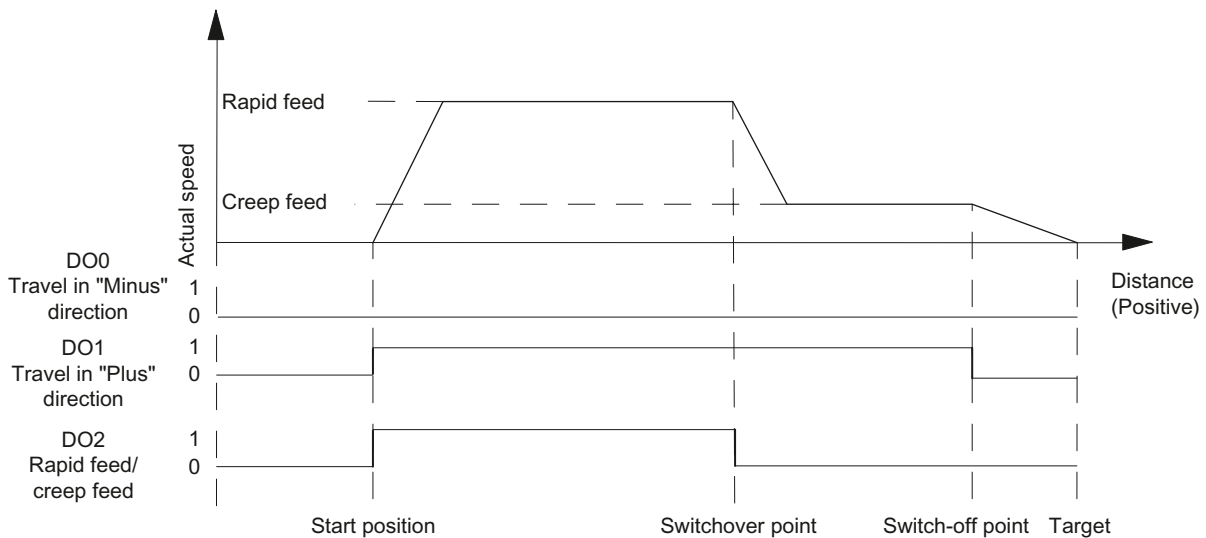 Rapid feed
Creep feed
Actual speed
Distance
(Positive)
DO0
Travel in "Minus"
direction
1
0
DO1
Travel in "Plus"
direction
1
0
DO2
Rapid feed/
creep feed
1
0
Start position
Switchover point
Switch-off point
Target